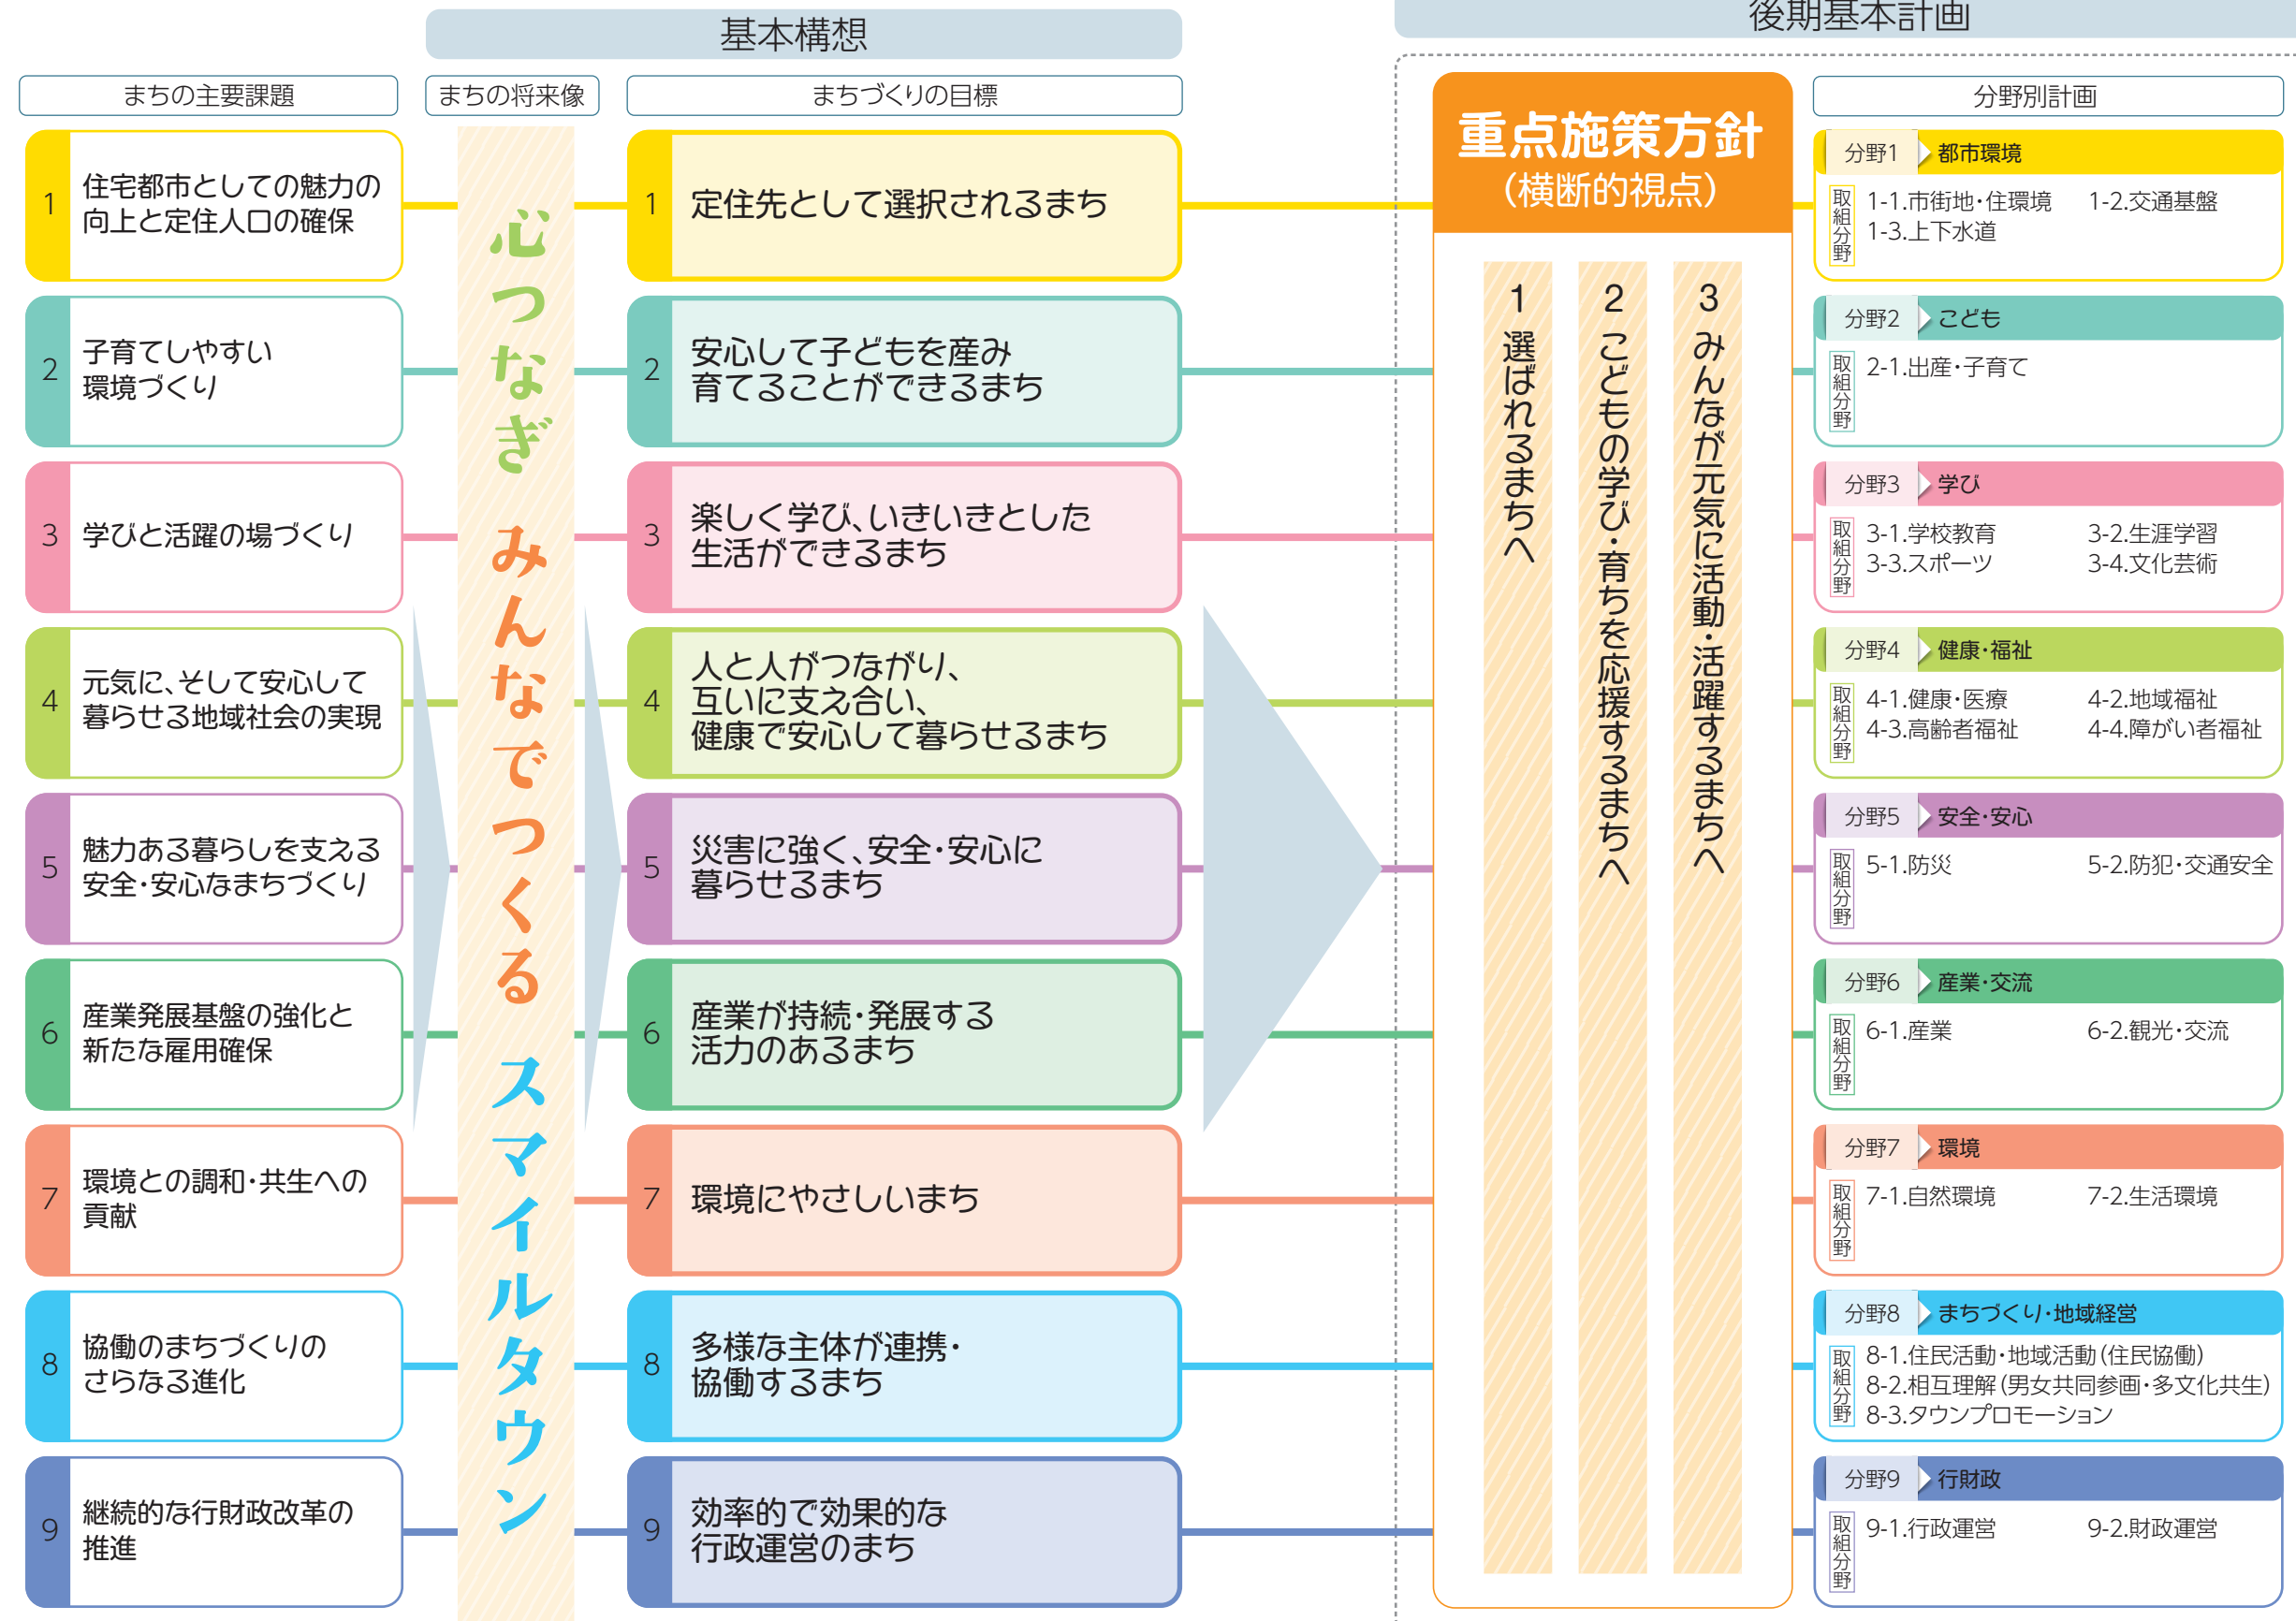 基本構想
後期基本計画
まちの主要課題
まちの将来像
まちづくりの目標
重点施策方針
（横断的視点）
分野別計画
1
住宅都市としての魅力の
向上と定住人口の確保
2
子育てしやすい
環境づくり
3
学びと活躍の場づくり
4
元気に、そして安心して
暮らせる地域社会の実現
5
魅力ある暮らしを支える
安全・安心なまちづくり
6
産業発展基盤の強化と
新たな雇用確保
7
環境との調和・共生への
貢献
8
協働のまちづくりの
さらなる進化
9
継続的な行財政改革の
推進
心つなぎ みんなでつくる スマイルタウン
1
定住先として選択されるまち
2
安心して子どもを産み
育てることができるまち
3
楽しく学び、いきいきとした
生活ができるまち
4
人と人がつながり、
互いに支え合い、
健康で安心して暮らせるまち
5
災害に強く、安全・安心に
暮らせるまち
6
産業が持続・発展する
活力のあるまち
7
環境にやさしいまち
8
多様な主体が連携・
協働するまち
9
効率的で効果的な
行政運営のまち
1 選ばれるまちへ
2 こどもの学び・育ちを応援するまちへ
3 みんなが元気に活動・活躍するまちへ
分野1 都市環境
取組分野
1-1.市街地・住環境 1-2.交通基盤
1-3.上下水道
分野2 こども
取組分野
2-1.出産・子育て
分野3 学び
取組分野
3-1.学校教育 3-2.生涯学習
3-3.スポーツ 3-4.文化芸術
分野4 健康・福祉
取組分野
4-1.健康・医療 4-2.地域福祉
4-3.高齢者福祉 4-4.障がい者福祉
分野5 安全・安心
取組分野
5-1.防災 5-2.防犯・交通安全
分野6 産業・交流
取組分野
6-1.産業 6-2.観光・交流
分野7 環境
取組分野
7-1.自然環境 7-2.生活環境
分野8 まちづくり・地域経営
取組分野
8-1.住民活動・地域活動（住民協働）
8-2.相互理解（男女共同参画・多文化共生）
8-3.タウンプロモーション
分野9 行財政
取組分野
9-1.行政運営 9-2.財政運営